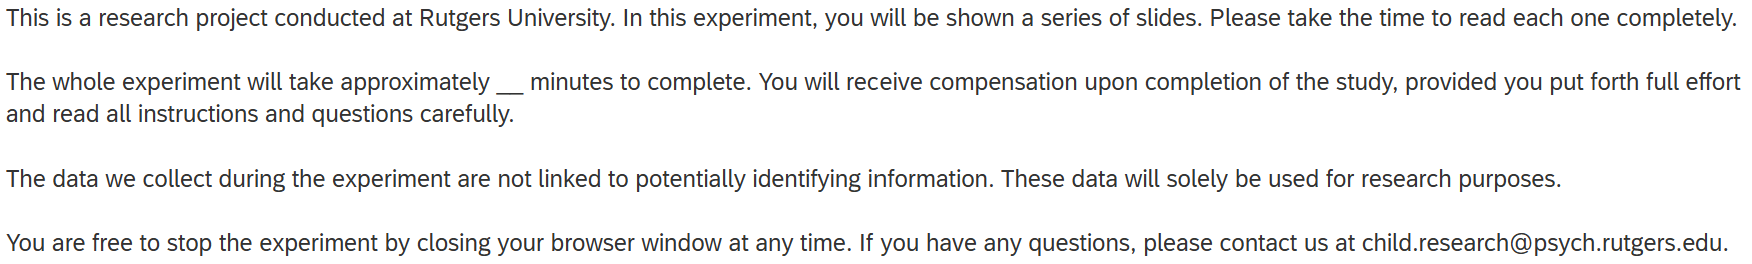 This is a research project conducted at Rutgers University. In this experiment, you will be shown a series of slides. Please take the time to read each one completely.
The whole experiment will take approximately __ minutes to complete. You will receive compensation upon completion of the study, provided you put forth full effort
and read all instructions and questions carefully.
The data we collect during the experiment are not linked to potentially identifying information. These data will solely be used for research purposes.
You are free to stop the experiment by closing your browser window at any time. If you have any questions, please contact us at child.research@psych.rutgers.edu.